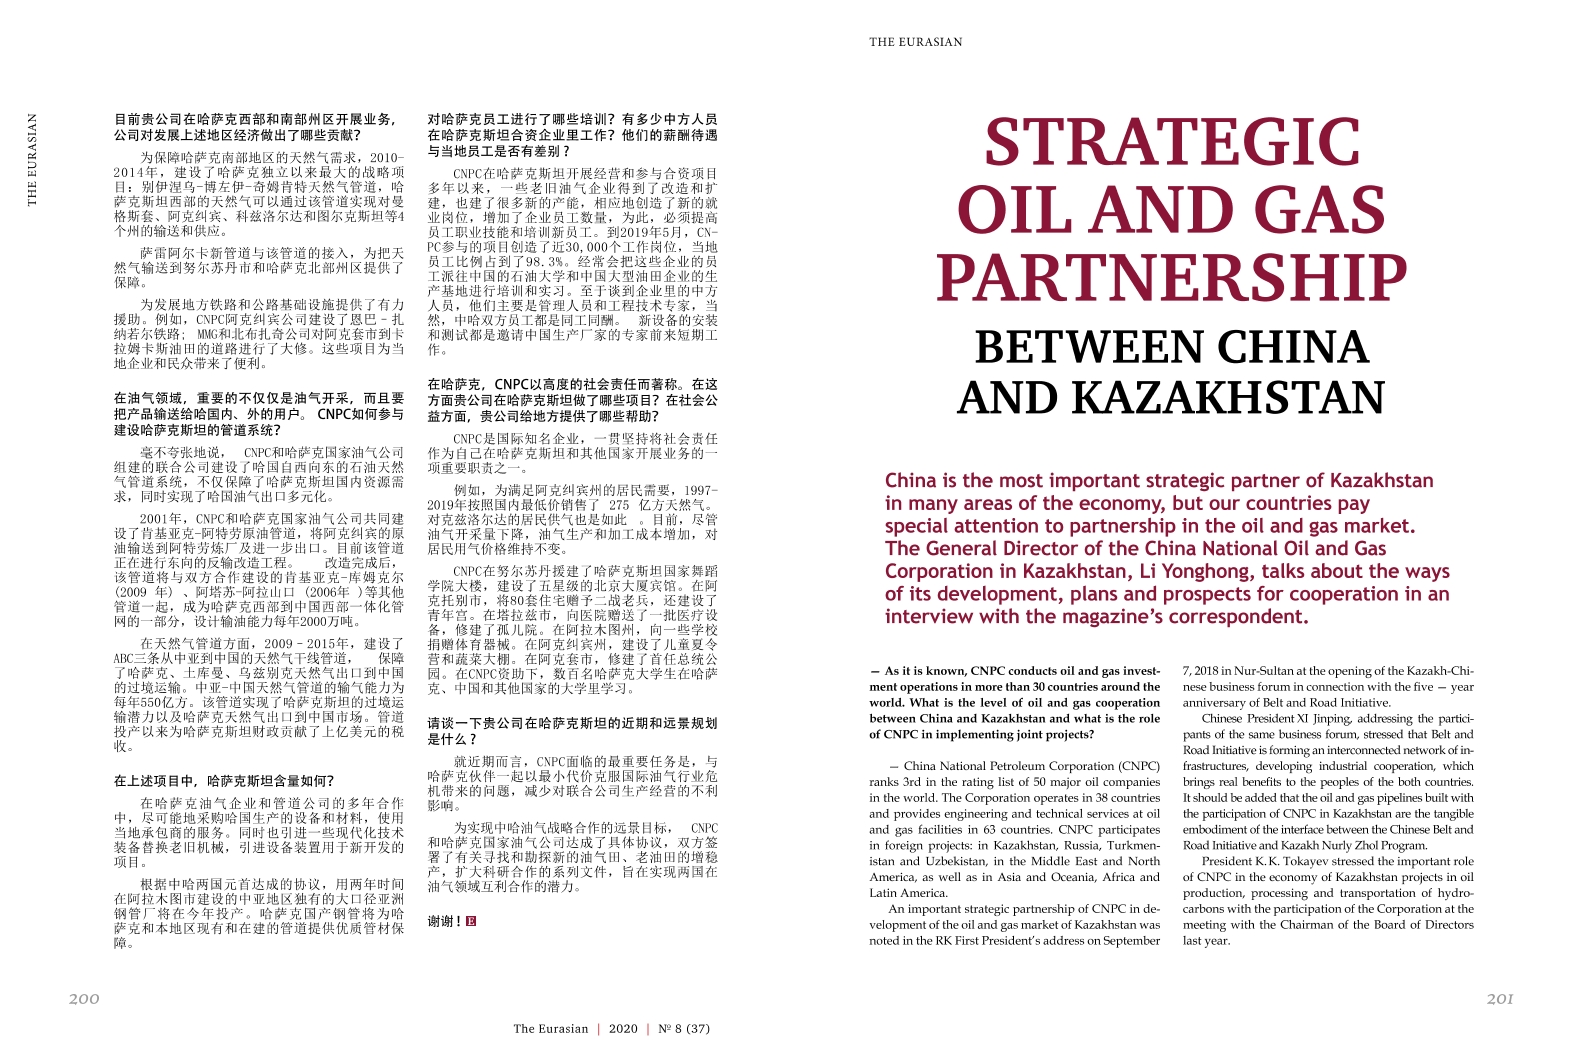 THE EURASIAN
目前贵公司在哈萨克西部和南部州区开展业务，
公司对发展上述地区经济做出了哪些贡献？
为保障哈萨克南部地区的天然气需求，2010-
2014年，建设了哈萨克独立以来最大的战略项
目：别伊涅乌-博左伊-奇姆肯特天然气管道，哈
萨克斯坦西部的天然气可以通过该管道实现对曼
格斯套、阿克纠宾、科兹洛尔达和图尔克斯坦等4
个州的输送和供应。
萨雷阿尔卡新管道与该管道的接入，为把天
然气输送到努尔苏丹市和哈萨克北部州区提供了
保障。
为发展地方铁路和公路基础设施提供了有力
援助。例如，CNPC阿克纠宾公司建设了恩巴–扎
纳若尔铁路； MMG和北布扎奇公司对阿克套市到卡
拉姆卡斯油田的道路进行了大修。这些项目为当
地企业和民众带来了便利。
在油气领域，重要的不仅仅是油气开采，而且要
把产品输送给哈国内、外的用户。 CNPC如何参与
建设哈萨克斯坦的管道系统？
毫不夸张地说， CNPC和哈萨克国家油气公司
组建的联合公司建设了哈国自西向东的石油天然
气管道系统，不仅保障了哈萨克斯坦国内资源需
求，同时实现了哈国油气出口多元化。
2001年，CNPC和哈萨克国家油气公司共同建
设了肯基亚克-阿特劳原油管道，将阿克纠宾的原
油输送到阿特劳炼厂及进一步出口。目前该管道
正在进行东向的反输改造工程。 改造完成后，
该管道将与双方合作建设的肯基亚克-库姆克尔
(2009 年) 、阿塔苏-阿拉山口 (2006年 )等其他
管道一起，成为哈萨克西部到中国西部一体化管
网的一部分，设计输油能力每年2000万吨。
在天然气管道方面，2009–2015年，建设了
ABC三条从中亚到中国的天然气干线管道， 保障
了哈萨克、土库曼、乌兹别克天然气出口到中国
的过境运输。中亚-中国天然气管道的输气能力为
每年550亿方。该管道实现了哈萨克斯坦的过境运
输潜力以及哈萨克天然气出口到中国市场。管道
投产以来为哈萨克斯坦财政贡献了上亿美元的税
收。
在上述项目中，哈萨克斯坦含量如何？
在哈萨克油气企业和管道公司的多年合作
中，尽可能地采购哈国生产的设备和材料，使用
当地承包商的服务。同时也引进一些现代化技术
装备替换老旧机械，引进设备装置用于新开发的
项目。
根据中哈两国元首达成的协议，用两年时间
在阿拉木图市建设的中亚地区独有的大口径亚洲
钢管厂将在今年投产。哈萨克国产钢管将为哈
萨克和本地区现有和在建的管道提供优质管材保
障。
对哈萨克员工进行了哪些培训？有多少中方人员
在哈萨克斯坦合资企业里工作？他们的薪酬待遇
与当地员工是否有差别？
CNPC在哈萨克斯坦开展经营和参与合资项目
多年以来，一些老旧油气企业得到了改造和扩
建，也建了很多新的产能，相应地创造了新的就
业岗位，增加了企业员工数量，为此，必须提高
员工职业技能和培训新员工。到2019年5月，CN-
PC参与的项目创造了近30,000个工作岗位，当地
员工比例占到了98.3%。经常会把这些企业的员
工派往中国的石油大学和中国大型油田企业的生
产基地进行培训和实习。至于谈到企业里的中方
人员，他们主要是管理人员和工程技术专家，当
然，中哈双方员工都是同工同酬。 新设备的安装
和测试都是邀请中国生产厂家的专家前来短期工
作。
在哈萨克，CNPC以高度的社会责任而著称。在这
方面贵公司在哈萨克斯坦做了哪些项目？在社会公
益方面，贵公司给地方提供了哪些帮助？
CNPC是国际知名企业，一贯坚持将社会责任
作为自己在哈萨克斯坦和其他国家开展业务的一
项重要职责之一。
例如，为满足阿克纠宾州的居民需要，1997-
2019年按照国内最低价销售了 275 亿方天然气。
对克兹洛尔达的居民供气也是如此 。目前，尽管
油气开采量下降，油气生产和加工成本增加，对
居民用气价格维持不变。
CNPC在努尔苏丹援建了哈萨克斯坦国家舞蹈
学院大楼，建设了五星级的北京大厦宾馆。在阿
克托别市，将80套住宅赠予二战老兵，还建设了
青年宫。在塔拉兹市，向医院赠送了一批医疗设
备，修建了孤儿院。在阿拉木图州，向一些学校
捐赠体育器械。在阿克纠宾州，建设了儿童夏令
营和蔬菜大棚。在阿克套市，修建了首任总统公
园。在CNPC资助下，数百名哈萨克大学生在哈萨
克、中国和其他国家的大学里学习。
请谈一下贵公司在哈萨克斯坦的近期和远景规划
是什么？
就近期而言，CNPC面临的最重要任务是，与
哈萨克伙伴一起以最小代价克服国际油气行业危
机带来的问题，减少对联合公司生产经营的不利
影响。
为实现中哈油气战略合作的远景目标， CNPC
和哈萨克国家油气公司达成了具体协议，双方签
署了有关寻找和勘探新的油气田、老油田的增稳
产，扩大科研合作的系列文件，旨在实现两国在
油气领域互利合作的潜力。
谢谢！E
200
The Eurasian | 2020 | № 8 (37)
THE EURASIAN
STRATEGIC
OIL AND GAS
PARTNERSHIP
BETWEEN CHINA
AND KAZAKHSTAN
China is the most important strategic partner of Kazakhstan
in many areas of the economy, but our countries pay
special attention to partnership in the oil and gas market.
The General Director of the China National Oil and Gas
Corporation in Kazakhstan, Li Yonghong, talks about the ways
of its development, plans and prospects for cooperation in an
interview with the magazine’s correspondent.
— As it is known, CNPC conducts oil and gas invest-
ment operations in more than 30 countries around the
world. What is the level of oil and gas cooperation
between China and Kazakhstan and what is the role
of CNPC in implementing joint projects?
— China National Petroleum Corporation (CNPC)
ranks 3rd in the rating list of 50 major oil companies
in the world. The Corporation operates in 38 countries
and provides engineering and technical services at oil
and gas facilities in 63 countries. CNPC participates
in foreign projects: in Kazakhstan, Russia, Turkmen-
istan and Uzbekistan, in the Middle East and North
America, as well as in Asia and Oceania, Africa and
Latin America.
An important strategic partnership of CNPC in de-
velopment of the oil and gas market of Kazakhstan was
noted in the RK First President’s address on September
7, 2018 in Nur-Sultan at the opening of the Kazakh-Chi-
nese business forum in connection with the five — year
anniversary of Belt and Road Initiative.
Chinese President XI Jinping, addressing the partici-
pants of the same business forum, stressed that Belt and
Road Initiative is forming an interconnected network of in-
frastructures, developing industrial cooperation, which
brings real benefits to the peoples of the both countries.
It should be added that the oil and gas pipelines built with
the participation of CNPC in Kazakhstan are the tangible
embodiment of the interface between the Chinese Belt and
Road Initiative and Kazakh Nurly Zhol Program.
President K. K. Tokayev stressed the important role
of CNPC in the economy of Kazakhstan projects in oil
production, processing and transportation of hydro-
carbons with the participation of the Corporation at the
meeting with the Chairman of the Board of Directors
last year.
201